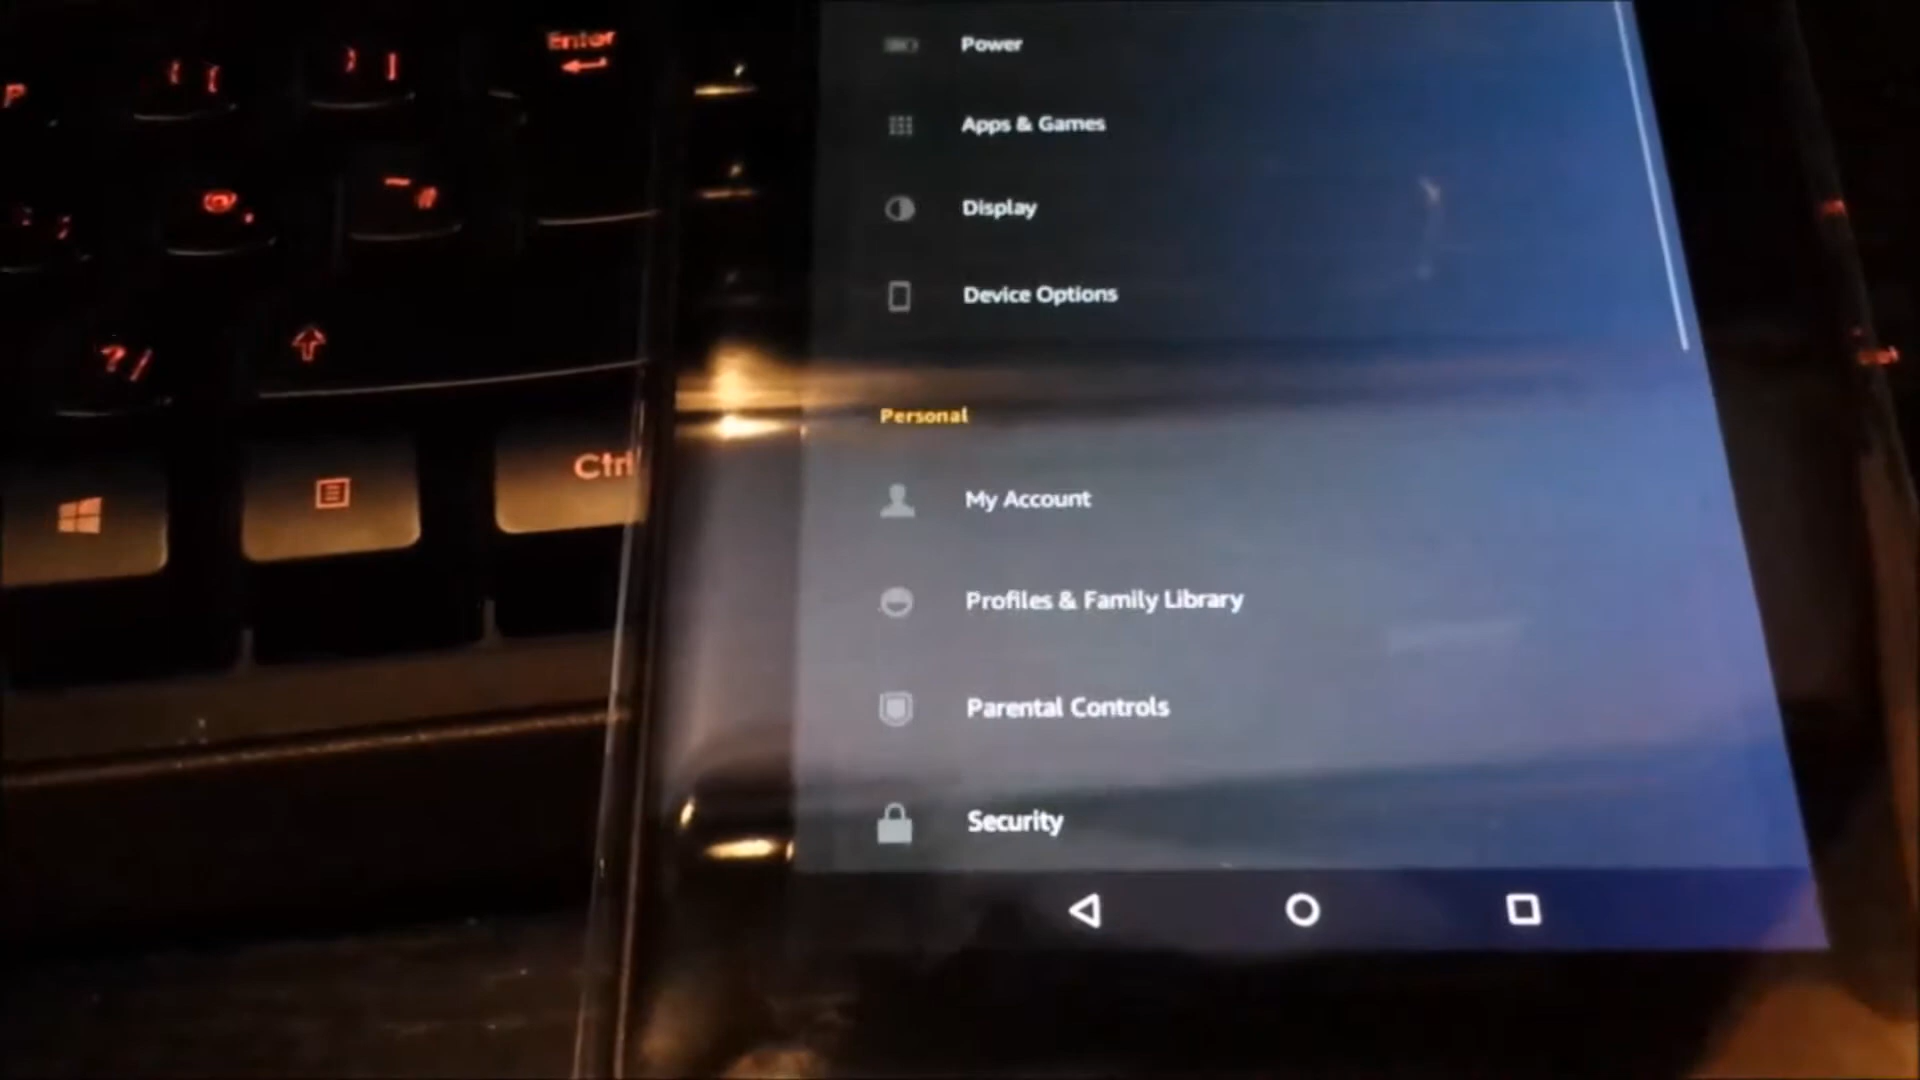 Enter
P
{ [
} ]
Power
Apps & Games
Display
Device Options
? /
Personal
Ctrl
My Account
Profiles & Family Library
Parental Controls
Security